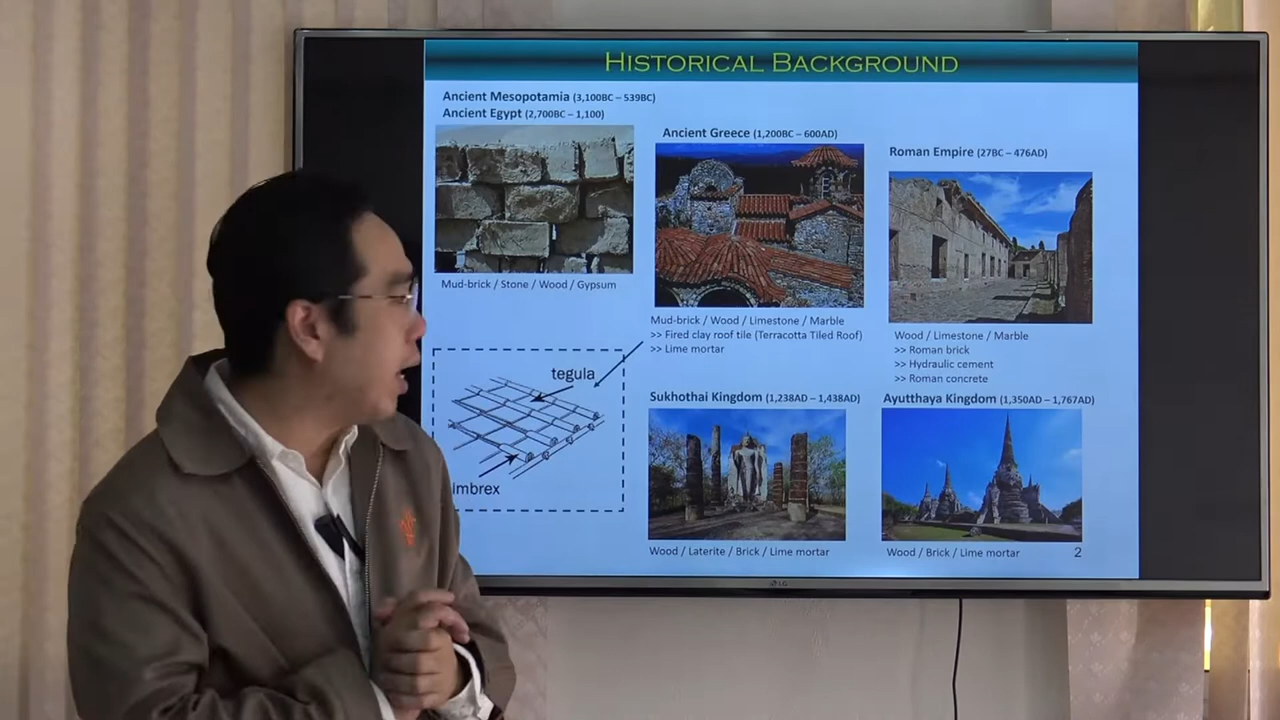 HISTORICAL BACKGROUND
Ancient Mesopotamia (3,100BC – 539BC)
Ancient Egypt (2,700BC – 1,100)
Mud-brick / Stone / Wood / Gypsum
Ancient Greece (1,200BC – 600AD)
Mud-brick / Wood / Limestone / Marble
>> Fired clay roof tile (Terracotta Tiled Roof)
>> Lime mortar
Roman Empire (27BC – 476AD)
Wood / Limestone / Marble
>> Roman brick
>> Hydraulic cement
>> Roman concrete
tegula
imbrex
Sukhothai Kingdom (1,238AD – 1,438AD)
Wood / Laterite / Brick / Lime mortar
Ayutthaya Kingdom (1,350AD – 1,767AD)
Wood / Brick / Lime mortar
2
LG